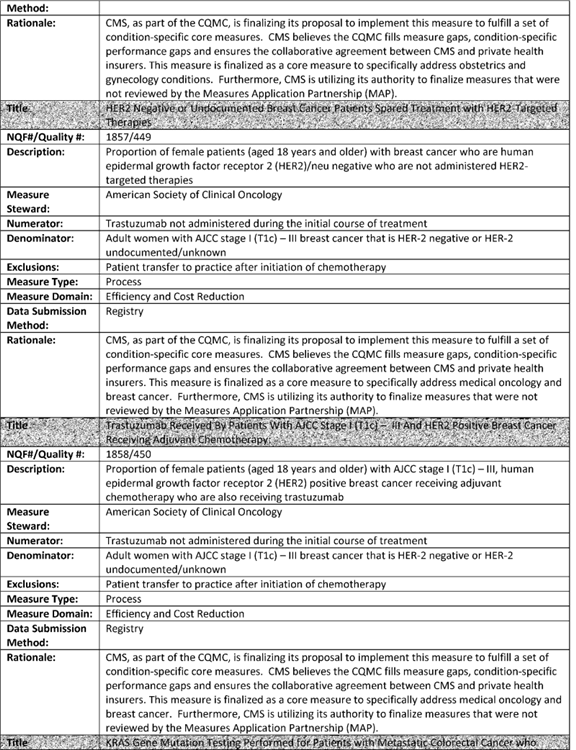 Method:
Rationale: CMS, as part of the CQMC, is finalizing its proposal to implement this measure to fulfill a set of
condition-specific core measures. CMS believes the CQMC fills measure gaps, condition-specific
performance gaps and ensures the collaborative agreement between CMS and private health
insurers. This measure is finalized as a core measure to specifically address obstetrics and
gynecology conditions. Furthermore, CMS is utilizing its authority to finalize measures that were
not reviewed by the Measures Application Partnership (MAP).
Title HER2 Negative or Undocumented Breast Cancer Patients Spared Treatment with HER2-Targeted
Therapies
NQF#/Quality #: 1857/449
Description: Proportion of female patients (aged 18 years and older) with breast cancer who are human
epidermal growth factor receptor 2 (HER2)/neu negative who are not administered HER2-
targeted therapies
Measure American Society of Clinical Oncology
Steward:
Numerator: Trastuzumab not administered during the initial course of treatment
Denominator: Adult women with AJCC stage I (T1c) – III breast cancer that is HER-2 negative or HER-2
undocumented/unknown
Exclusions: Patient transfer to practice after initiation of chemotherapy
Measure Type: Process
Measure Domain: Efficiency and Cost Reduction
Data Submission Registry
Method:
Rationale: CMS, as part of the CQMC, is finalizing its proposal to implement this measure to fulfill a set of
condition-specific core measures. CMS believes the CQMC fills measure gaps, condition-specific
performance gaps and ensures the collaborative agreement between CMS and private health
insurers. This measure is finalized as a core measure to specifically address medical oncology and
breast cancer. Furthermore, CMS is utilizing its authority to finalize measures that were not
reviewed by the Measures Application Partnership (MAP).
Title Trastuzumab Received By Patients With AJCC Stage I (T1c) – III And HER2 Positive Breast Cancer
Receiving Adjuvant Chemotherapy:
NQF#/Quality #: 1858/450
Description: Proportion of female patients (aged 18 years and older) with AJCC stage I (T1c) – III, human
epidermal growth factor receptor 2 (HER2) positive breast cancer receiving adjuvant
chemotherapy who are also receiving trastuzumab
Measure American Society of Clinical Oncology
Steward:
Numerator: Trastuzumab not administered during the initial course of treatment
Denominator: Adult women with AJCC stage I (T1c) – III breast cancer that is HER-2 negative or HER-2
undocumented/unknown
Exclusions: Patient transfer to practice after initiation of chemotherapy
Measure Type: Process
Measure Domain: Efficiency and Cost Reduction
Data Submission Registry
Method:
Rationale: CMS, as part of the CQMC, is finalizing its proposal to implement this measure to fulfill a set of
condition-specific core measures. CMS believes the CQMC fills measure gaps, condition-specific
performance gaps and ensures the collaborative agreement between CMS and private health
insurers. This measure is finalized as a core measure to specifically address medical oncology and
breast cancer. Furthermore, CMS is utilizing its authority to finalize measures that were not
reviewed by the Measures Application Partnership (MAP).
Title KRAS Gene Mutation Testing Performed for Patients with Metastatic Colorectal Cancer who